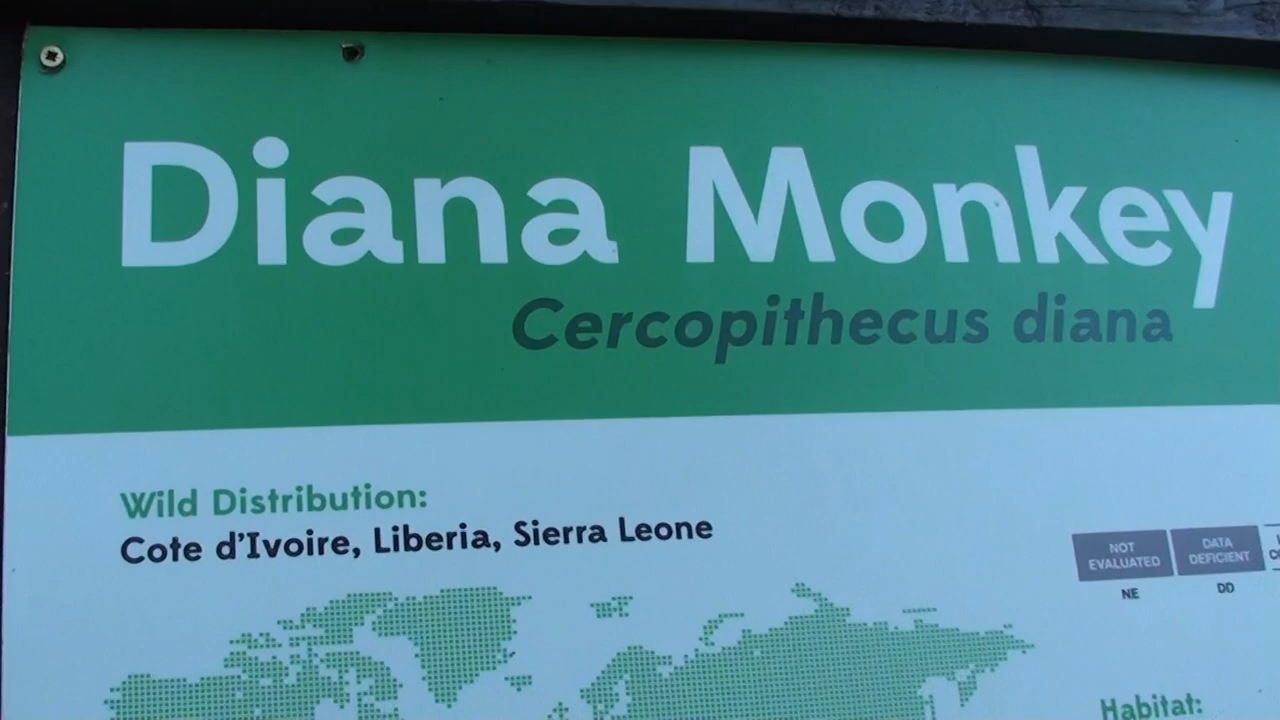 Diana Monkey
Cercopithecus diana
Wild Distribution:
Cote d'Ivoire, Liberia, Sierra Leone
NOT EVALUATED
DATA DEFICIENT
NE
DD
Habitat: